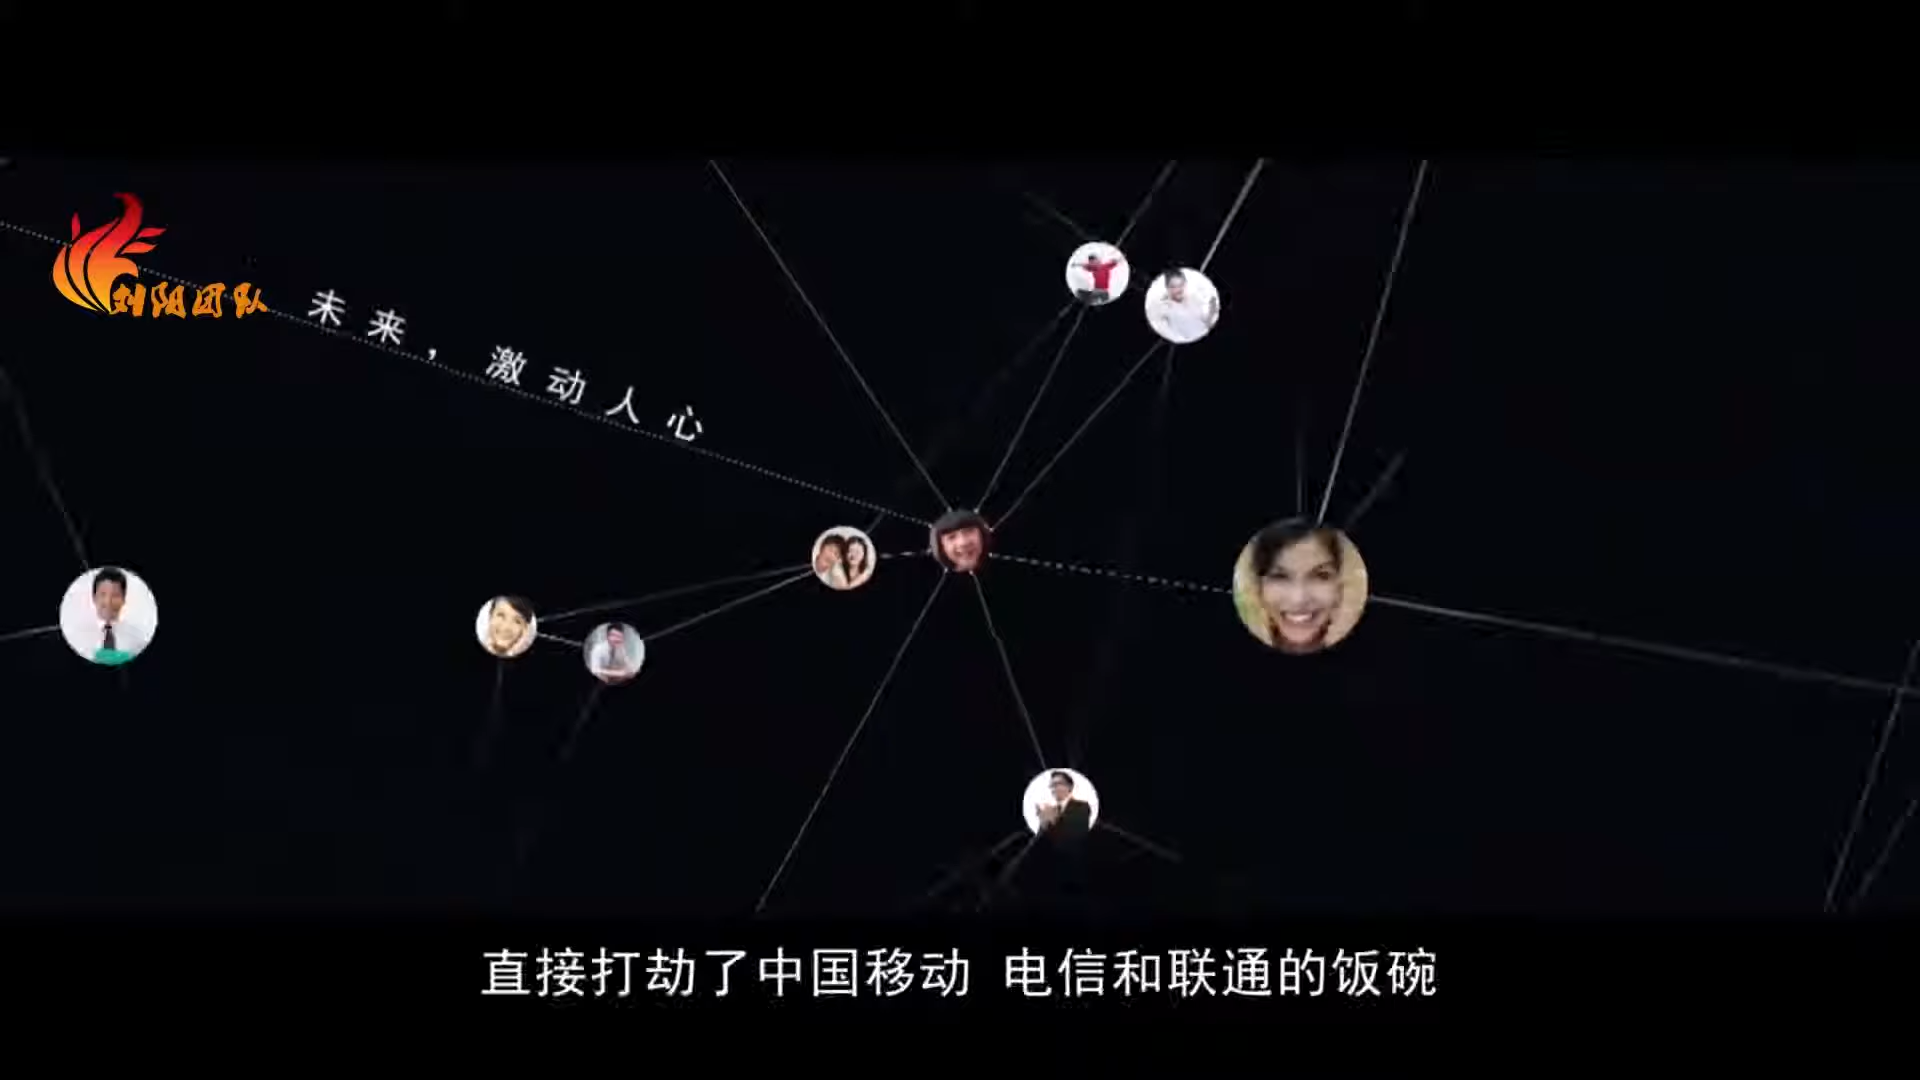 刘阳团队
未来，激动人心
直接打劫了中国移动 电信和联通的饭碗